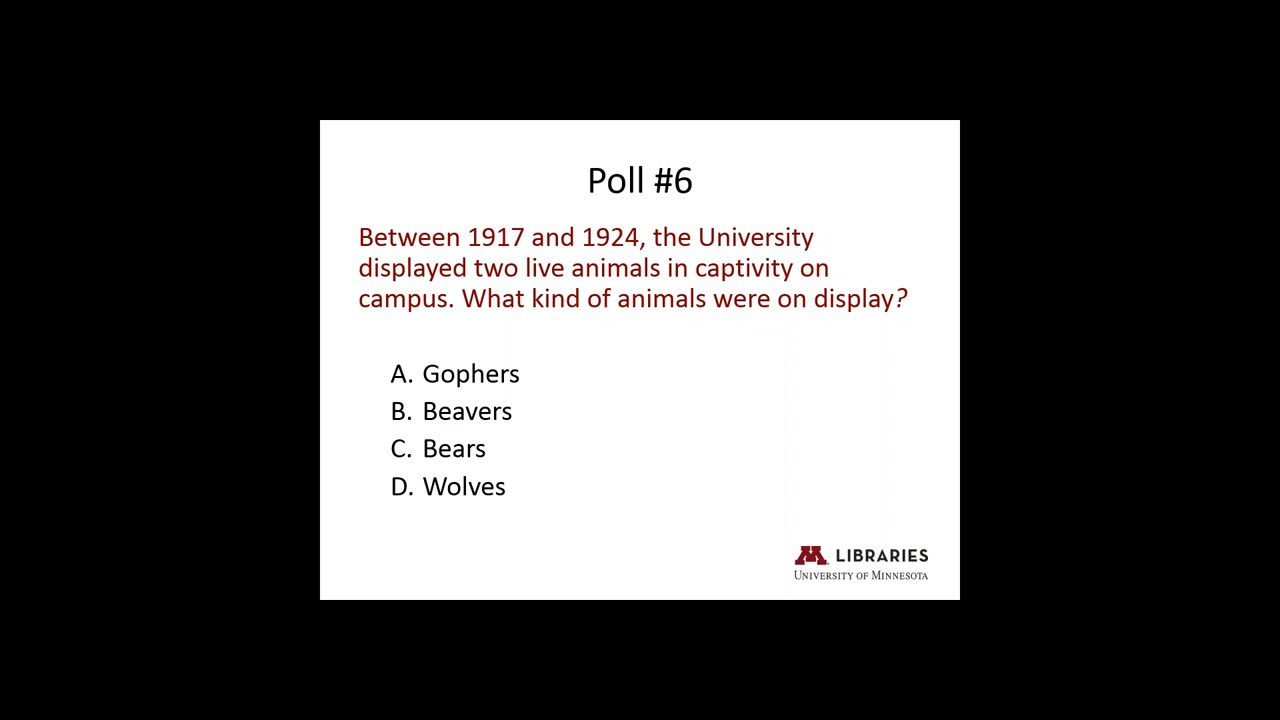 Poll #6
Between 1917 and 1924, the University
displayed two live animals in captivity on
campus. What kind of animals were on display?
A. Gophers
B. Beavers
C. Bears
D. Wolves
M LIBRARIES
UNIVERSITY OF MINNESOTA